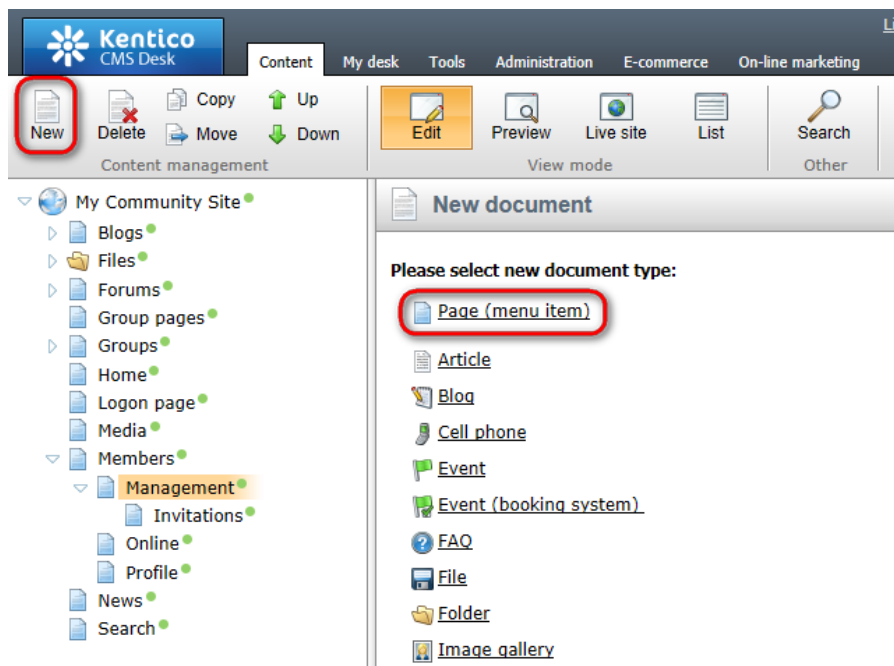 Kentico
CMS Desk
Content My desk Tools Administration E-commerce On-line marketing
New Delete Copy Move Up Down Edit Preview Live site List Search
Content management View mode Other
My Community Site
Blogs
Files
Forums
Group pages
Groups
Home
Logon page
Media
Members
Management
Invitations
Online
Profile
News
Search
New document
Please select new document type:
Page (menu item)
Article
Blog
Cell phone
Event
Event (booking system)
FAQ
File
Folder
Image gallery